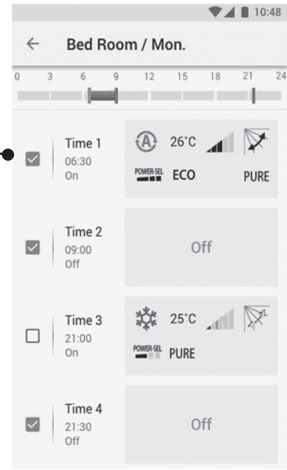 10:48
Bed Room / Mon.
0 3 6 9 12 15 18 21 24
Time 1
06:30
On
A 26°C
POWER-SEL ECO PURE
Time 2
09:00
Off
Off
Time 3
21:00
On
25°C
POWER-SEL PURE
Time 4
21:30
Off
Off